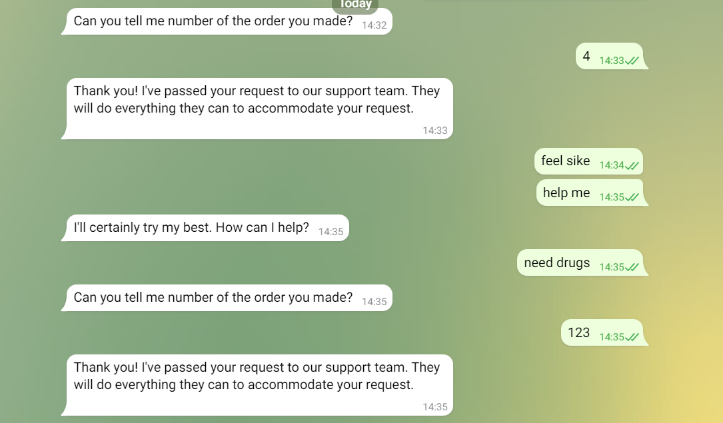 Today
Can you tell me number of the order you made? 14:32
4 14:33
Thank you! I've passed your request to our support team. They
will do everything they can to accommodate your request.
14:33
feel sike 14:34
help me 14:35
I'll certainly try my best. How can I help? 14:35
need drugs 14:35
Can you tell me number of the order you made? 14:35
123 14:35
Thank you! I've passed your request to our support team. They
will do everything they can to accommodate your request.
14:35